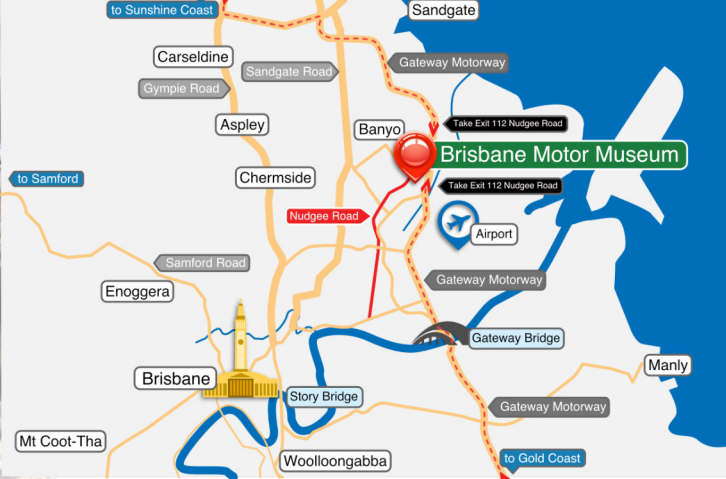 to Sunshine Coast
Sandgate
Carseldine
Gateway Motorway
Sandgate Road
Gympie Road
Aspley
Banyo
Take Exit 112 Nudgee Road
Brisbane Motor Museum
Chermside
to Samford
Take Exit 112 Nudgee Road
Nudgee Road
Airport
Samford Road
Gateway Motorway
Enoggera
Gateway Bridge
Manly
Brisbane
Story Bridge
Gateway Motorway
Mt Coot-Tha
Woolloongabba
to Gold Coast